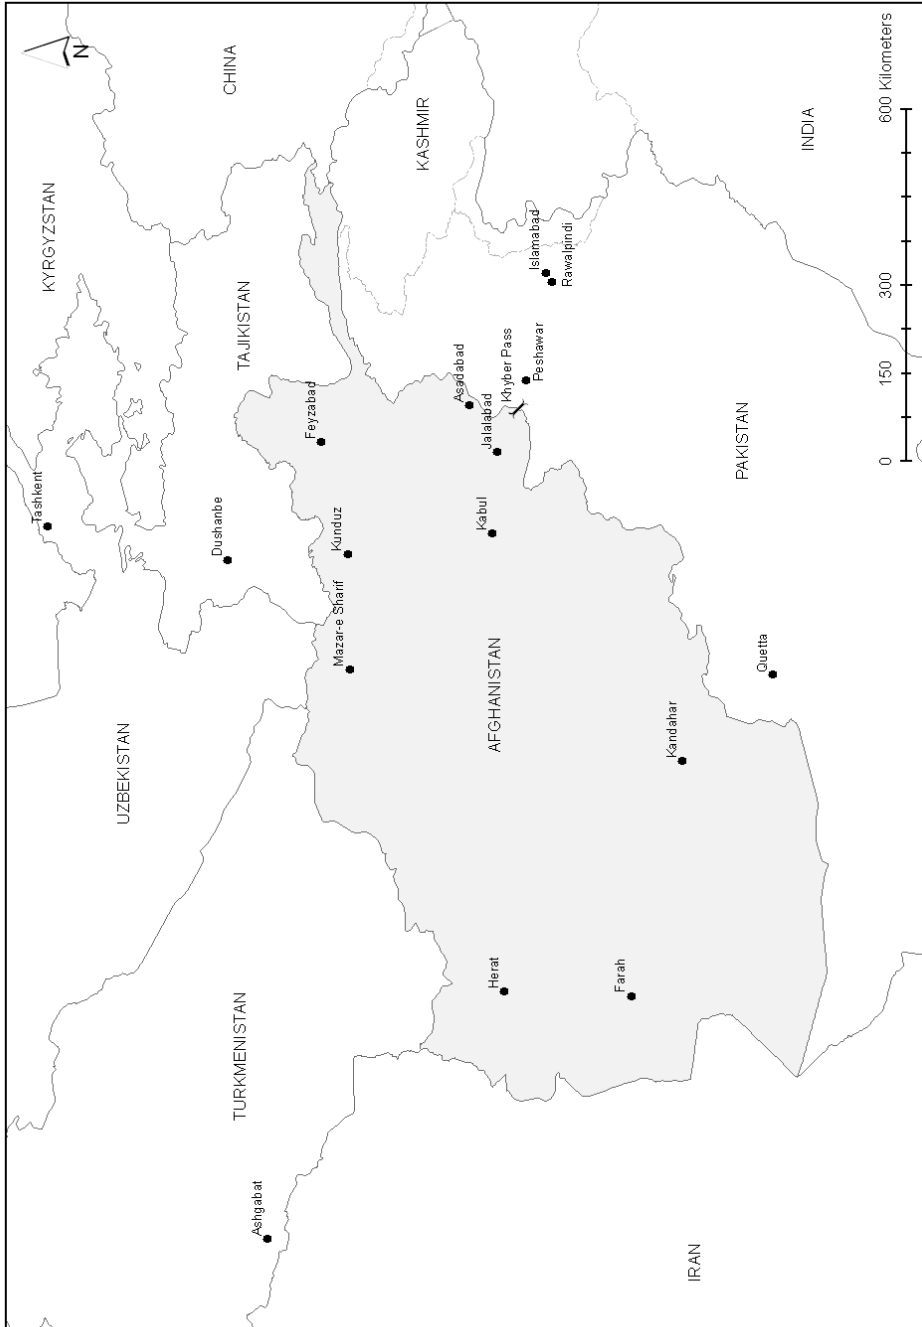 N
KYRGYZSTAN
CHINA
Tashkent
TAJIKISTAN
Dushanbe
UZBEKISTAN
KASHMIR
Feyzabad
Kunduz
Mazar-e Sharif
TURKMENISTAN
Ashgabat
Asadabad
Khyber Pass
Islamabad
Rawalpindi
Jalalabad
Peshawar
Kabul
AFGHANISTAN
Herat
Farah
Kandahar
Quetta
PAKISTAN
INDIA
IRAN
0 150 300 600 Kilometers